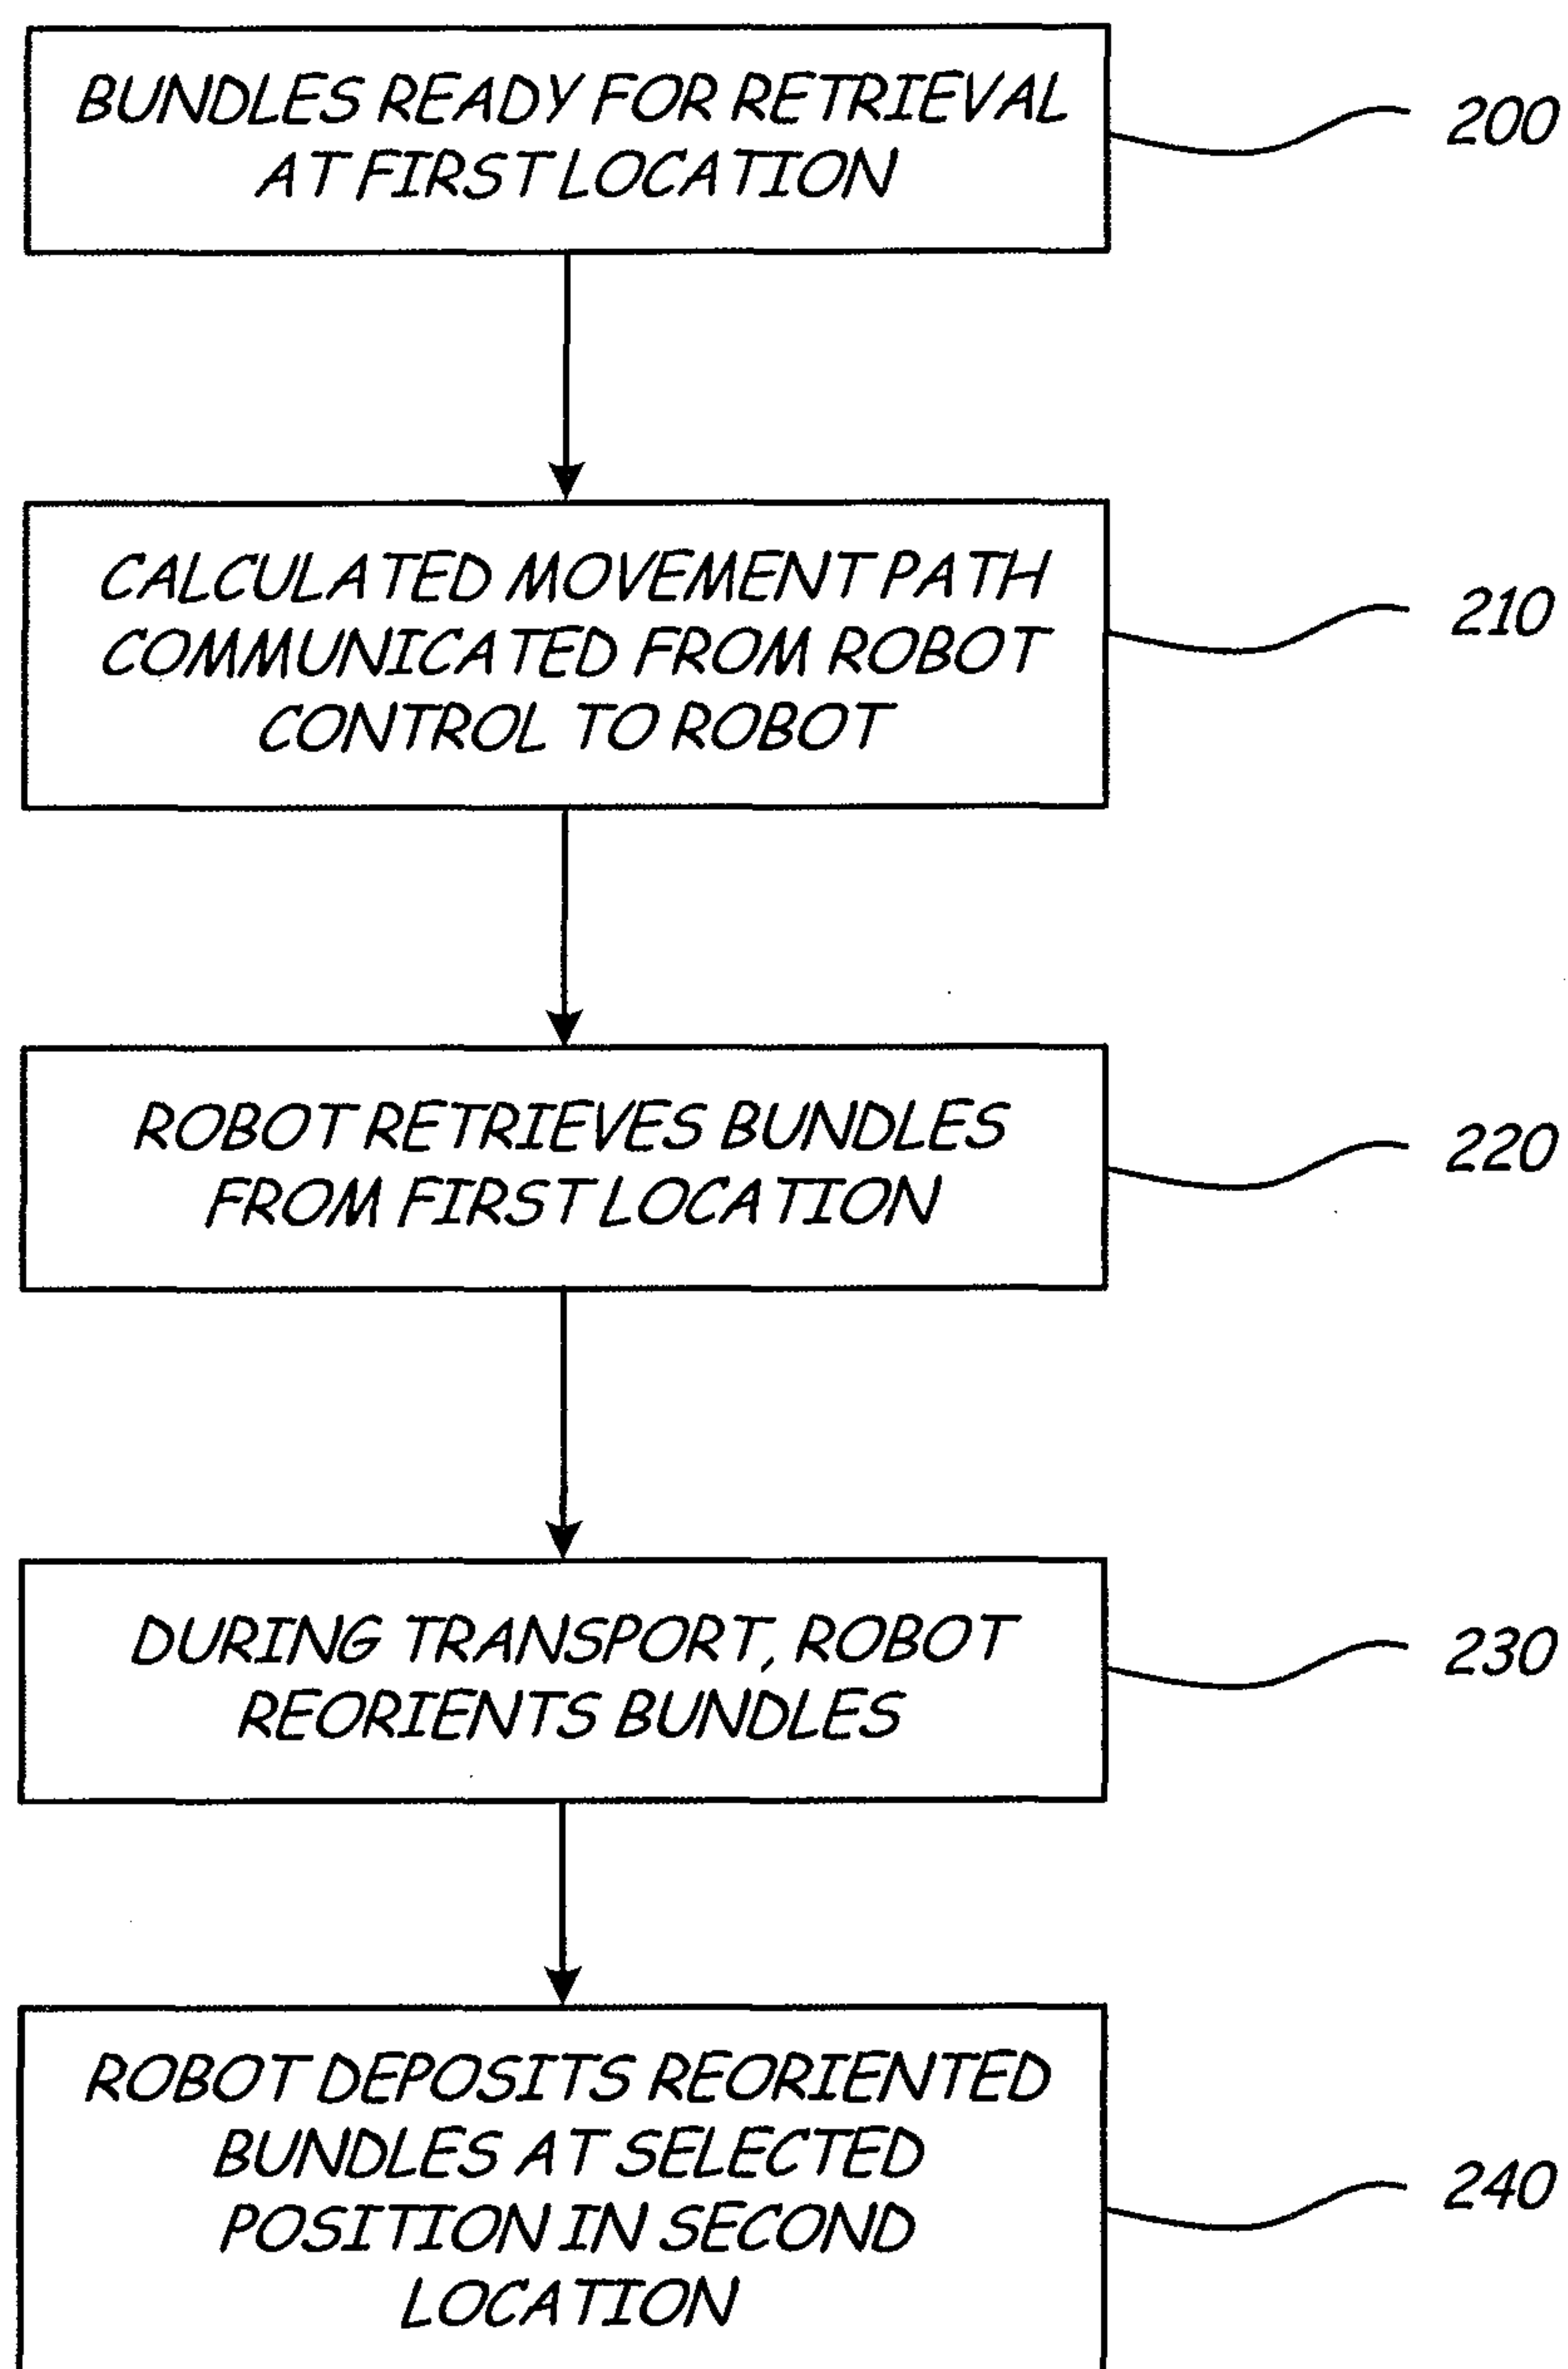 BUNDLES READY FOR RETRIEVAL
AT FIRST LOCATION
200
CALCULATED MOVEMENT PATH
COMMUNICATED FROM ROBOT
CONTROL TO ROBOT
210
ROBOT RETRIEVES BUNDLES
FROM FIRST LOCATION
220
DURING TRANSPORT, ROBOT
REORIENTS BUNDLES
230
ROBOT DEPOSITS REORIENTED
BUNDLES AT SELECTED
POSITION IN SECOND
LOCATION
240